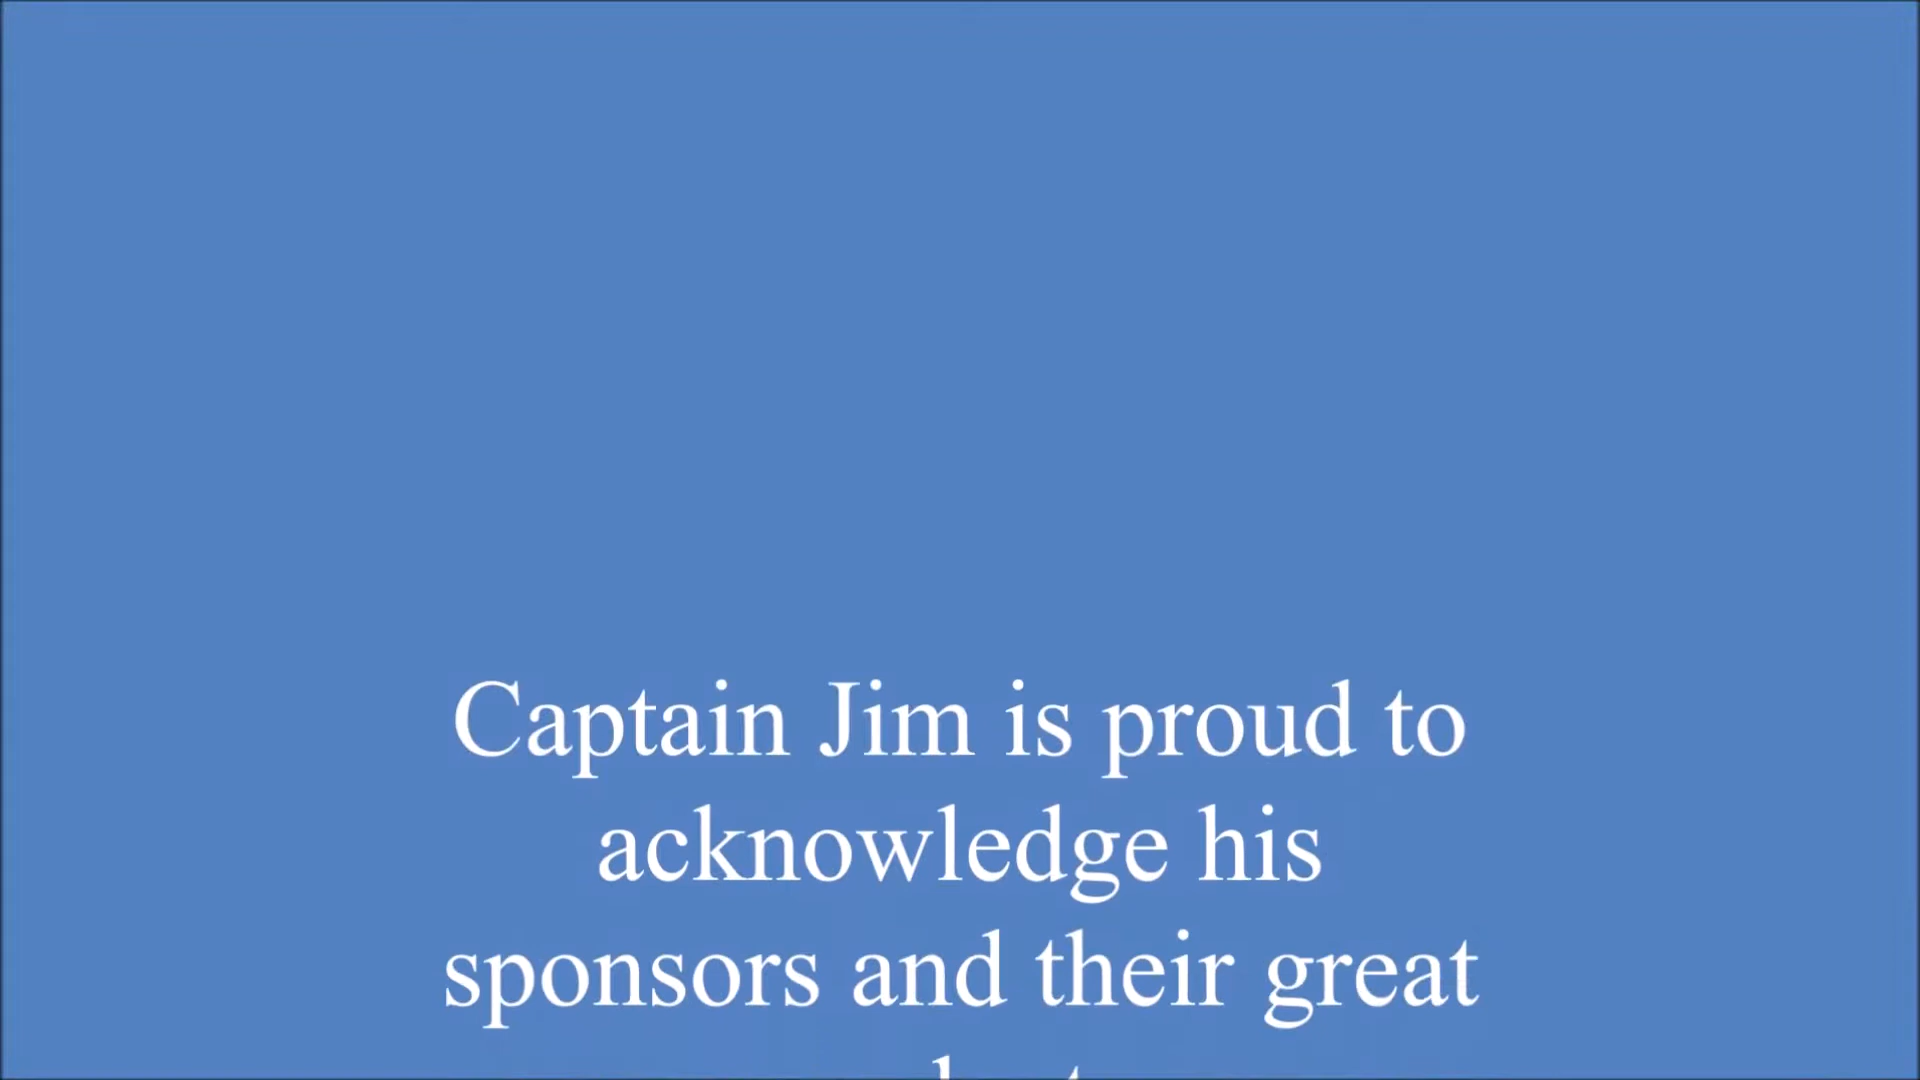 Captain Jim is proud to
acknowledge his
sponsors and their great